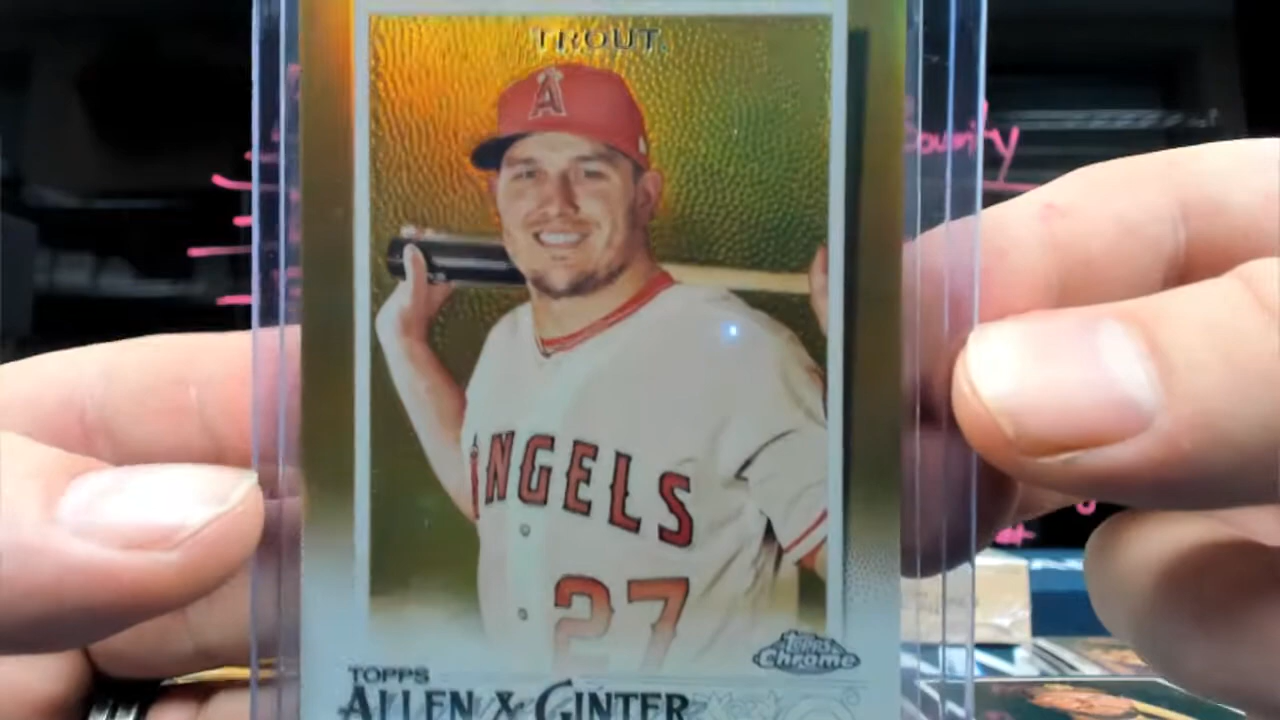 TROUT
A
ANGELS
27
TOPPS Chrome
TOPPS
ALLEN & GINTER